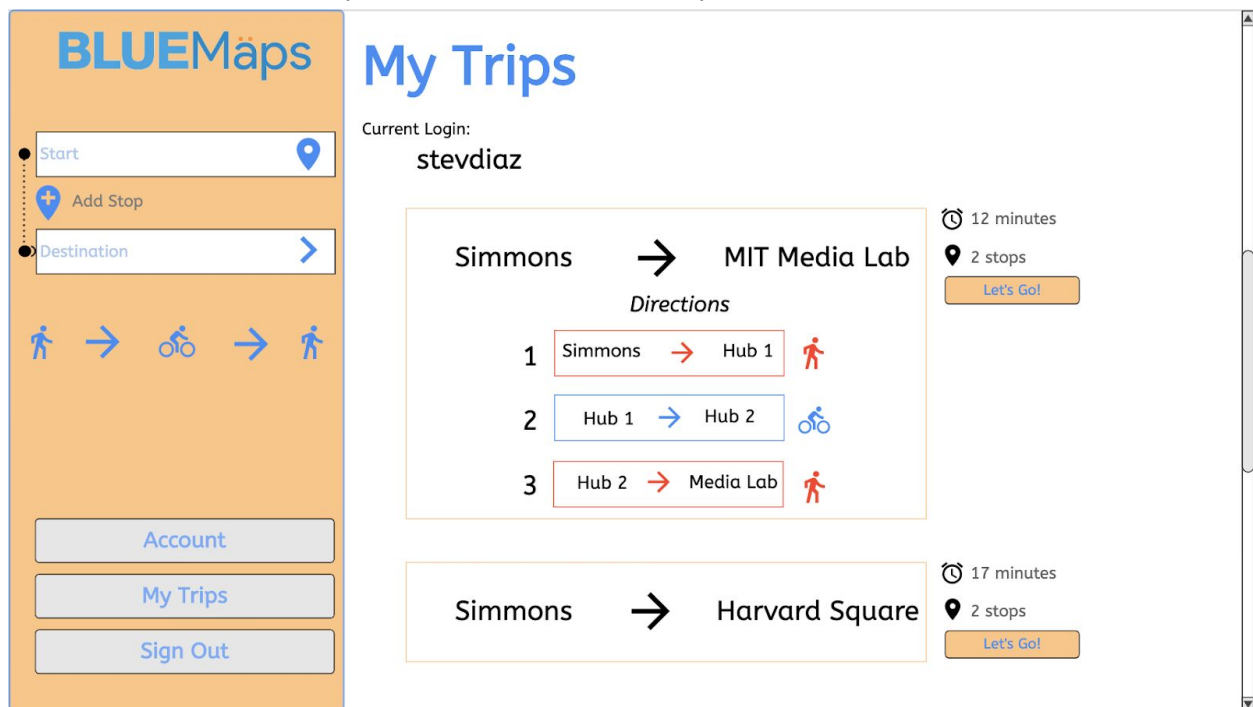 BLUEMäps
Start
Add Stop
Destination
Account
My Trips
Sign Out
My Trips
Current Login:
stevdiaz
Simmons → MIT Media Lab
Directions
1 Simmons → Hub 1
2 Hub 1 → Hub 2
3 Hub 2 → Media Lab
12 minutes
2 stops
Let's Go!
Simmons → Harvard Square
17 minutes
2 stops
Let's Go!